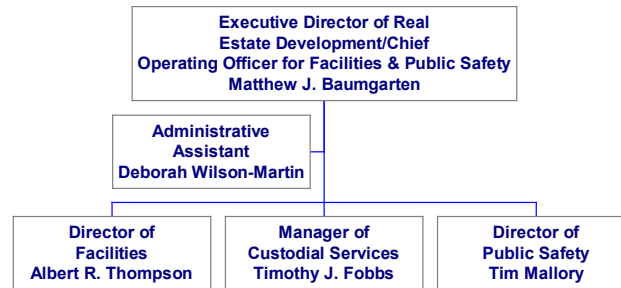 Executive Director of Real
Estate Development/Chief
Operating Officer for Facilities & Public Safety
Matthew J. Baumgarten
Administrative
Assistant
Deborah Wilson-Martin
Director of
Facilities
Albert R. Thompson
Manager of
Custodial Services
Timothy J. Fobbs
Director of
Public Safety
Tim Mallory